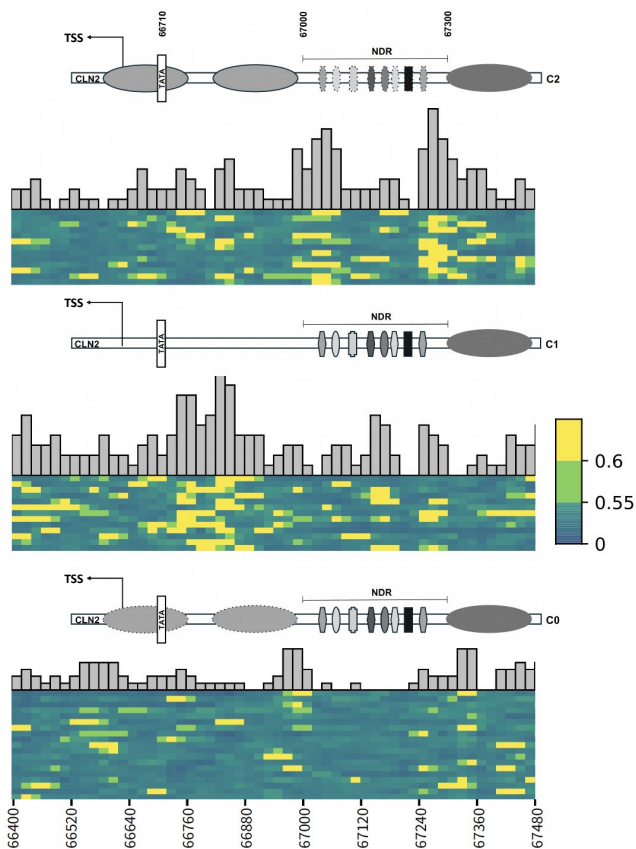 66710
67000
67300
TSS
NDR
CLN2
TATA
C2
TSS
NDR
CLN2
TATA
C1
0.6
0.55
0
TSS
NDR
CLN2
TATA
C0
66400
66520
66640
66760
66880
67000
67120
67240
67360
67480